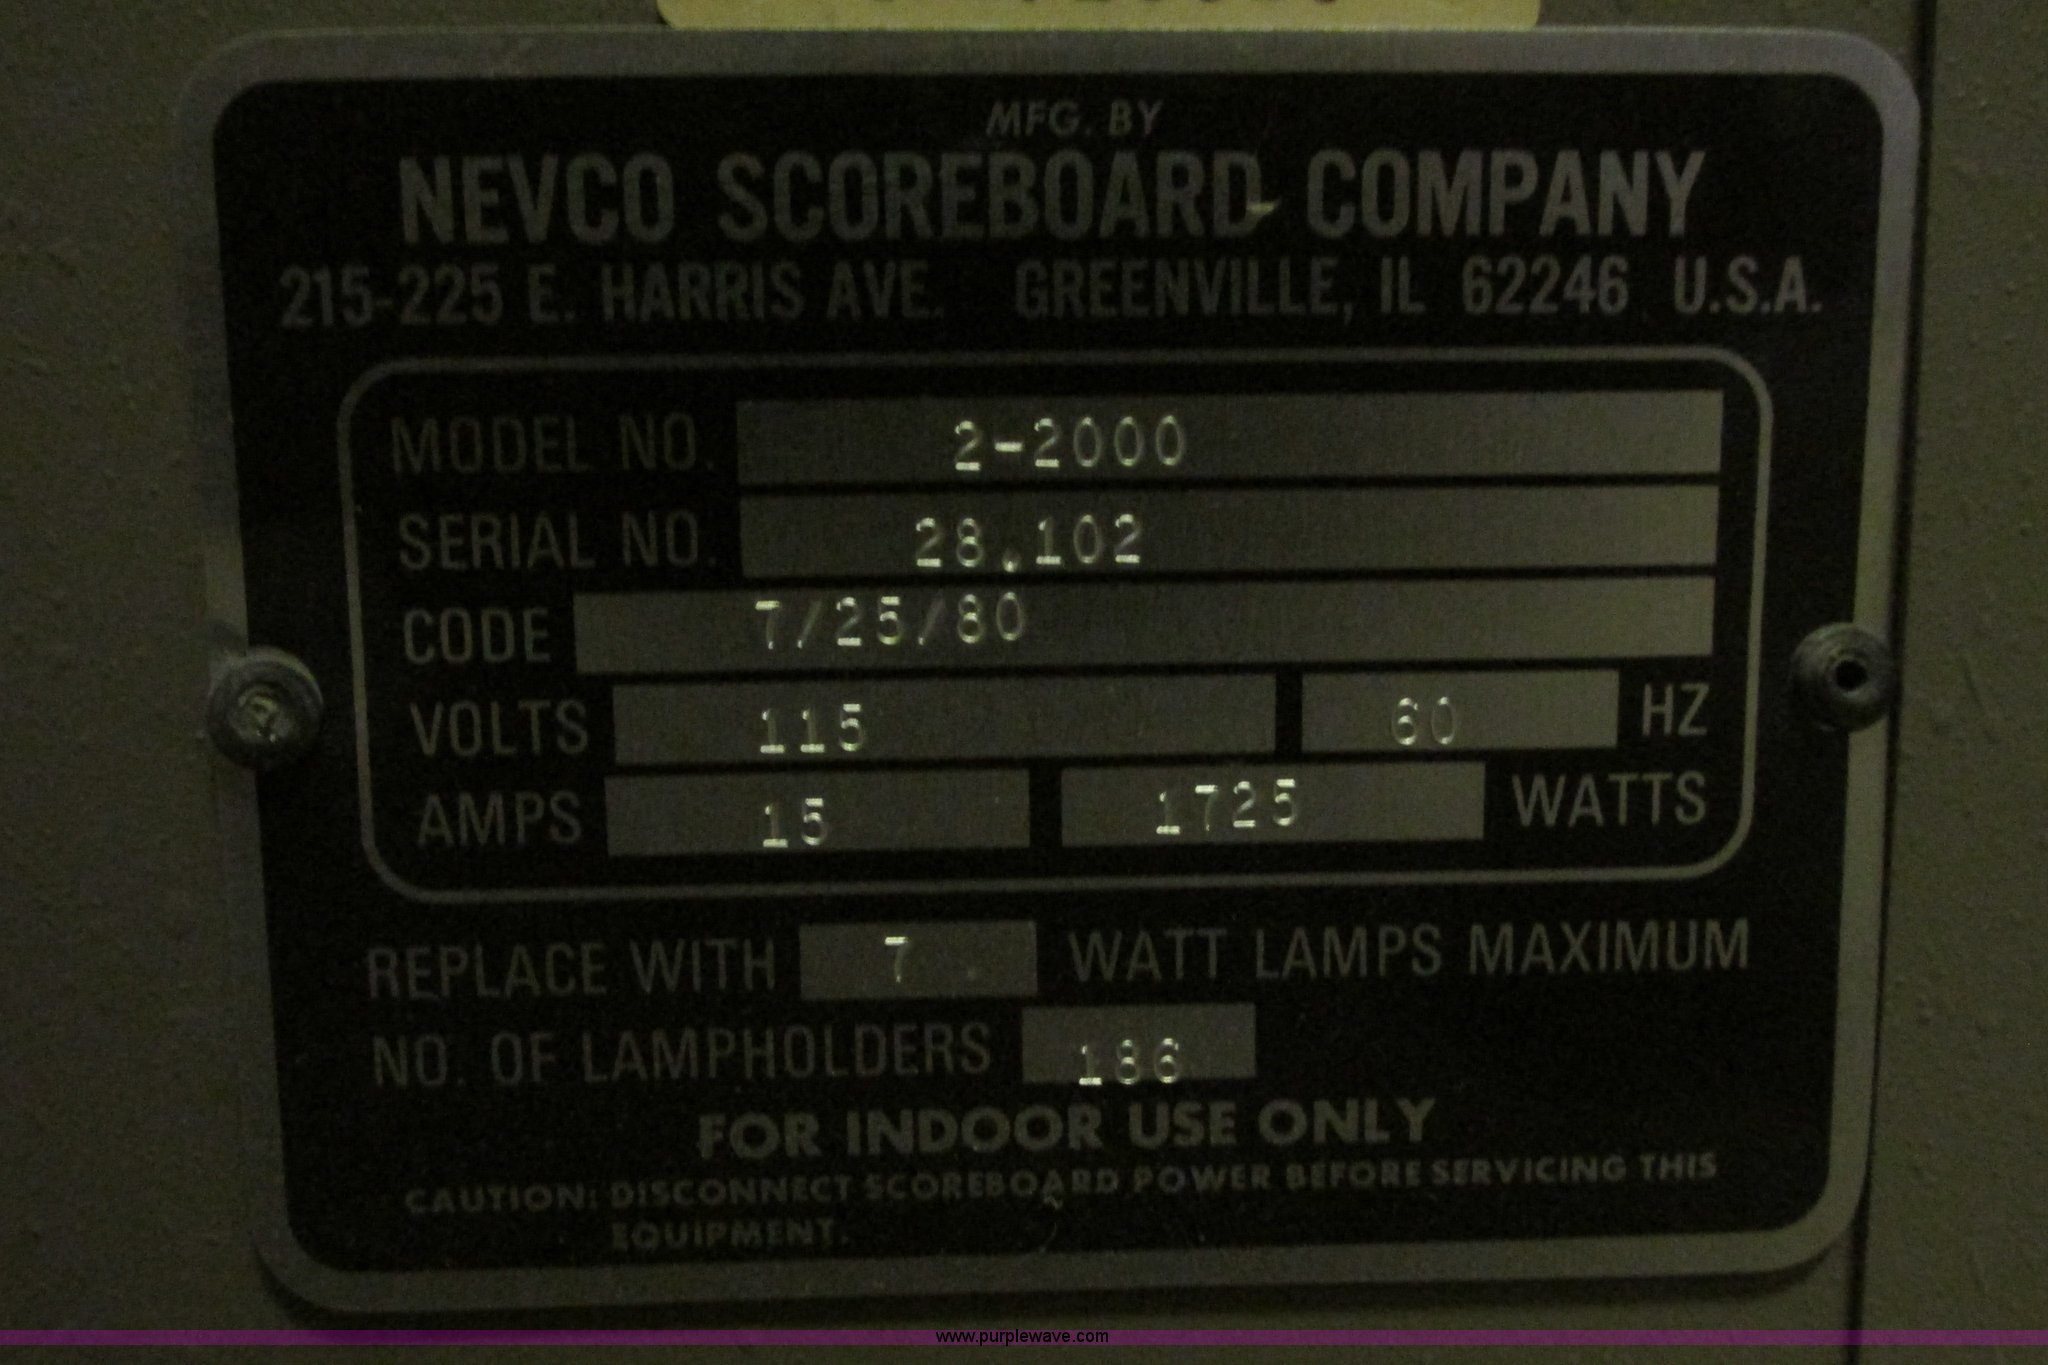 MFG. BY
NEVCO SCOREBOARD COMPANY
215-225 E. HARRIS AVE. GREENVILLE, IL 62246 U.S.A.
MODEL NO. 2-2000
SERIAL NO. 28,102
CODE 7/25/80
VOLTS 115 60 HZ
AMPS 15 1725 WATTS
REPLACE WITH 7 WATT LAMPS MAXIMUM
NO. OF LAMPHOLDERS 186
FOR INDOOR USE ONLY
CAUTION: DISCONNECT SCOREBOARD POWER BEFORE SERVICING THIS
EQUIPMENT.
www.purplewave.com